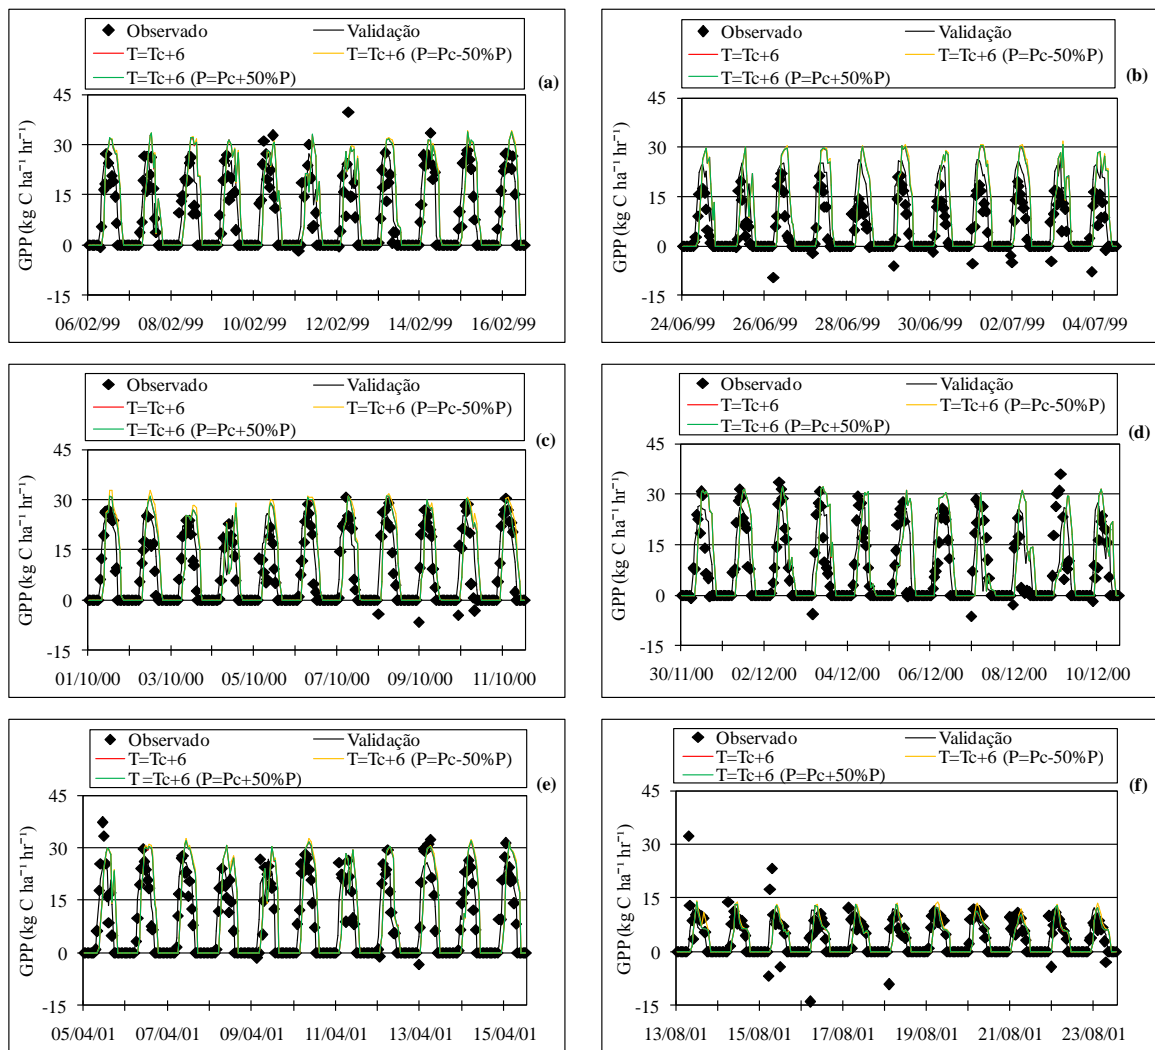 Observado Validação
T=Tc+6 T=Tc+6 (P=Pc-50%P)
T=Tc+6 (P=Pc+50%P)
(a)
GPP (kg C ha⁻¹ hr⁻¹)
45
30
15
0
-15
06/02/99 08/02/99 10/02/99 12/02/99 14/02/99 16/02/99
Observado Validação
T=Tc+6 T=Tc+6 (P=Pc-50%P)
T=Tc+6 (P=Pc+50%P)
(b)
GPP (kg C ha⁻¹ hr⁻¹)
45
30
15
0
-15
24/06/99 26/06/99 28/06/99 30/06/99 02/07/99 04/07/99
Observado Validação
T=Tc+6 T=Tc+6 (P=Pc-50%P)
T=Tc+6 (P=Pc+50%P)
(c)
GPP (kg C ha⁻¹ hr⁻¹)
45
30
15
0
-15
01/10/00 03/10/00 05/10/00 07/10/00 09/10/00 11/10/00
Observado Validação
T=Tc+6 T=Tc+6 (P=Pc-50%P)
T=Tc+6 (P=Pc+50%P)
(d)
GPP (kg C ha⁻¹ hr⁻¹)
45
30
15
0
-15
30/11/00 02/12/00 04/12/00 06/12/00 08/12/00 10/12/00
Observado Validação
T=Tc+6 T=Tc+6 (P=Pc-50%P)
T=Tc+6 (P=Pc+50%P)
(e)
GPP (kg C ha⁻¹ hr⁻¹)
45
30
15
0
-15
05/04/01 07/04/01 09/04/01 11/04/01 13/04/01 15/04/01
Observado Validação
T=Tc+6 T=Tc+6 (P=Pc-50%P)
T=Tc+6 (P=Pc+50%P)
(f)
GPP (kg C ha⁻¹ hr⁻¹)
45
30
15
0
-15
13/08/01 15/08/01 17/08/01 19/08/01 21/08/01 23/08/01